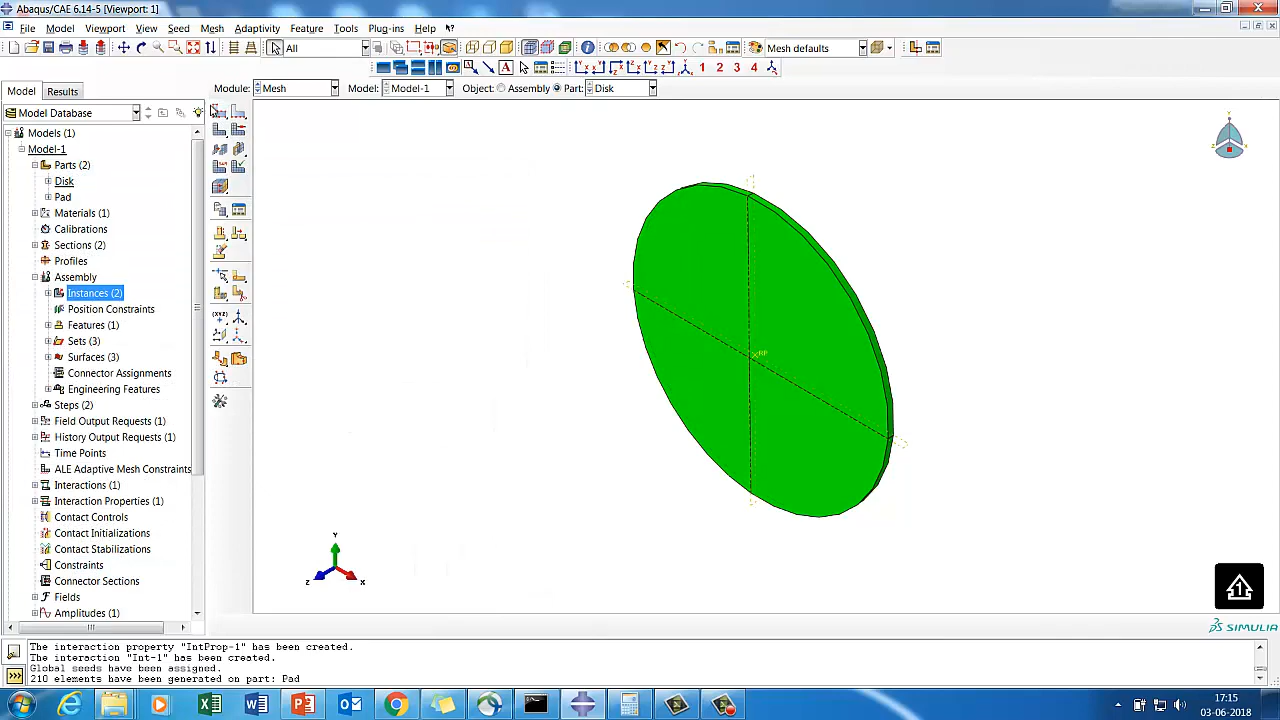 Abaqus/CAE 6.14-5 [Viewport: 1]
File Model Viewport View Seed Mesh Adaptivity Feature Tools Plug-ins Help
All Mesh defaults
1 2 3 4
Model Results Module: Mesh Model: Model-1 Object: Assembly Part: Disk
Model Database
Models (1)
Model-1
Parts (2)
Disk
Pad
Materials (1)
Calibrations
Sections (2)
Profiles
Assembly
Instances (2)
Position Constraints
Features (1)
Sets (3)
Surfaces (3)
Connector Assignments
Engineering Features
Steps (2)
Field Output Requests (1)
History Output Requests (1)
Time Points
ALE Adaptive Mesh Constraints
Interactions (1)
Interaction Properties (1)
Contact Controls
Contact Initializations
Contact Stabilizations
Constraints
Connector Sections
Fields
Amplitudes (1)
RP
Y
Z X
SIMULIA
The interaction property "IntProp-1" has been created.
The interaction "Int-1" has been created.
Global seeds have been assigned.
210 elements have been generated on part: Pad
17:15
03-06-2018